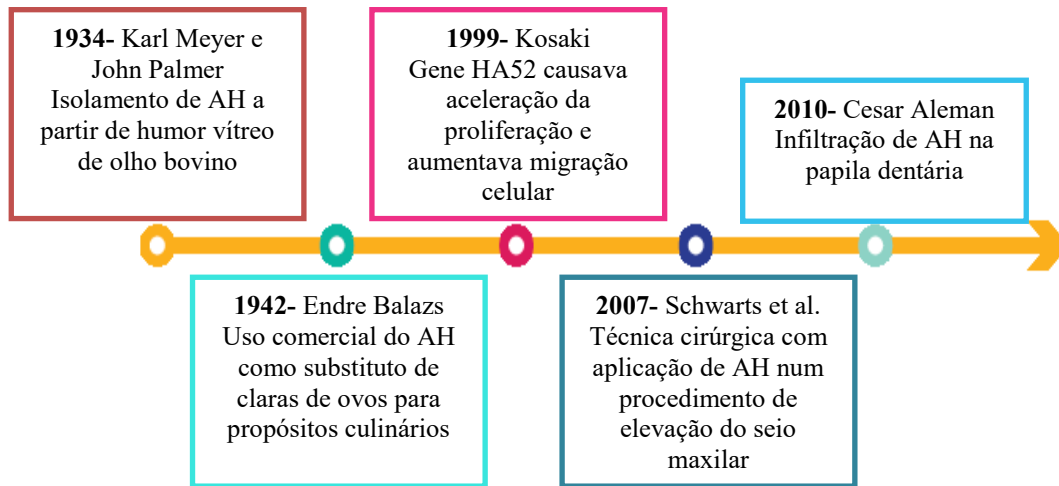 1934- Karl Meyer e
John Palmer
Isolamento de AH a
partir de humor vítreo
de olho bovino
1942- Endre Balazs
Uso comercial do AH
como substituto de
claras de ovos para
propósitos culinários
1999- Kosaki
Gene HA52 causava
aceleração da
proliferação e
aumentava migração
celular
2007- Schwarts et al.
Técnica cirúrgica com
aplicação de AH num
procedimento de
elevação do seio
maxilar
2010- Cesar Aleman
Infiltração de AH na
papila dentária